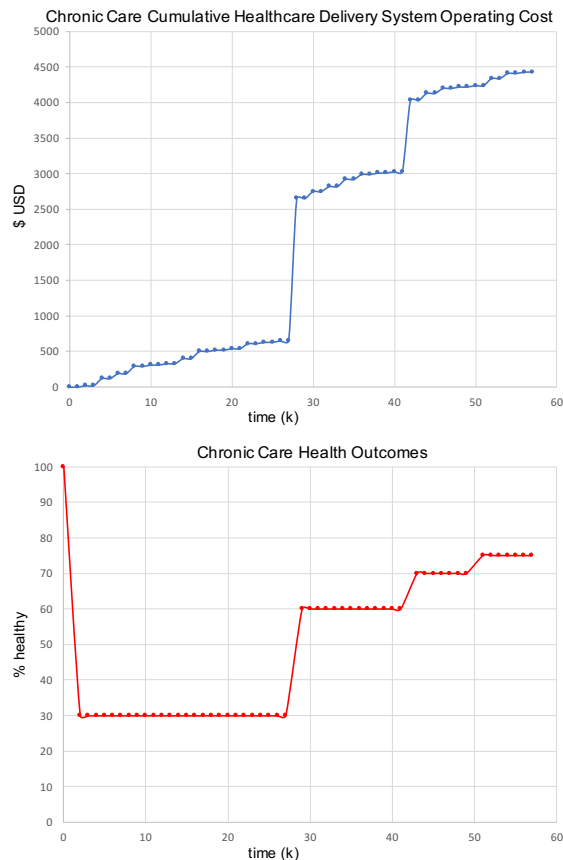 Chronic Care Cumulative Healthcare Delivery System Operating Cost
5000
4500
4000
3500
3000
2500
2000
1500
1000
500
0
$ USD
0 10 20 30 40 50 60
time (k)
Chronic Care Health Outcomes
100
90
80
70
60
50
40
30
20
10
0
% healthy
0 10 20 30 40 50 60
time (k)